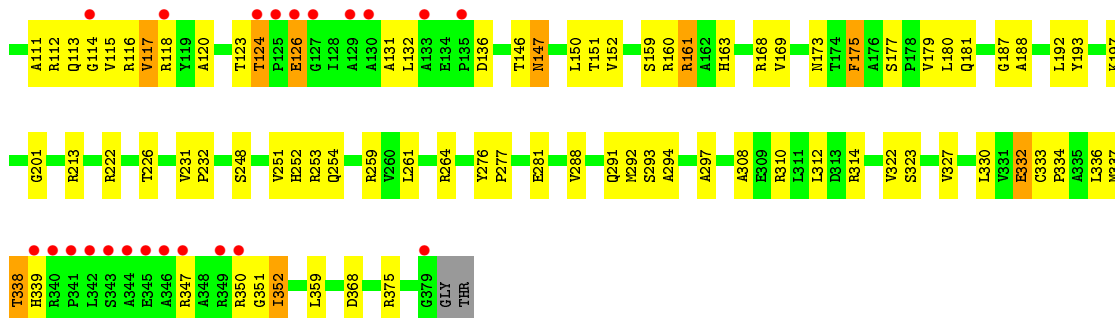 A111 R112 Q113 G114 V115 R116 V117 R118 Y119 A120 T123 T124 P125 E126 G127 I128 A129 A130 A131 L132 A133 E134 P135 D136 T146 N147 L150 T151 V152 S159 R160 R161 A162 H163 R168 V169 N173 T174 F175 A176 S177 P178 V179 L180 Q181 G187 A188 L192 Y193
G201 R213 R222 T226 V231 P232 S248 V251 H252 R253 Q254 R259 V260 L261 R264 Y276 P277 E281 V288 Q291 M292 S293 A294 A297 A308 E309 R310 L311 L312 D313 R314 V322 S323 V327 L330 V331 E332 C333 P334 A335 L336
T338 H339 R340 P341 L342 S343 A344 E345 A346 R347 A348 R349 R350 G351 I352 L359 D368 R375 G379 GLY THR